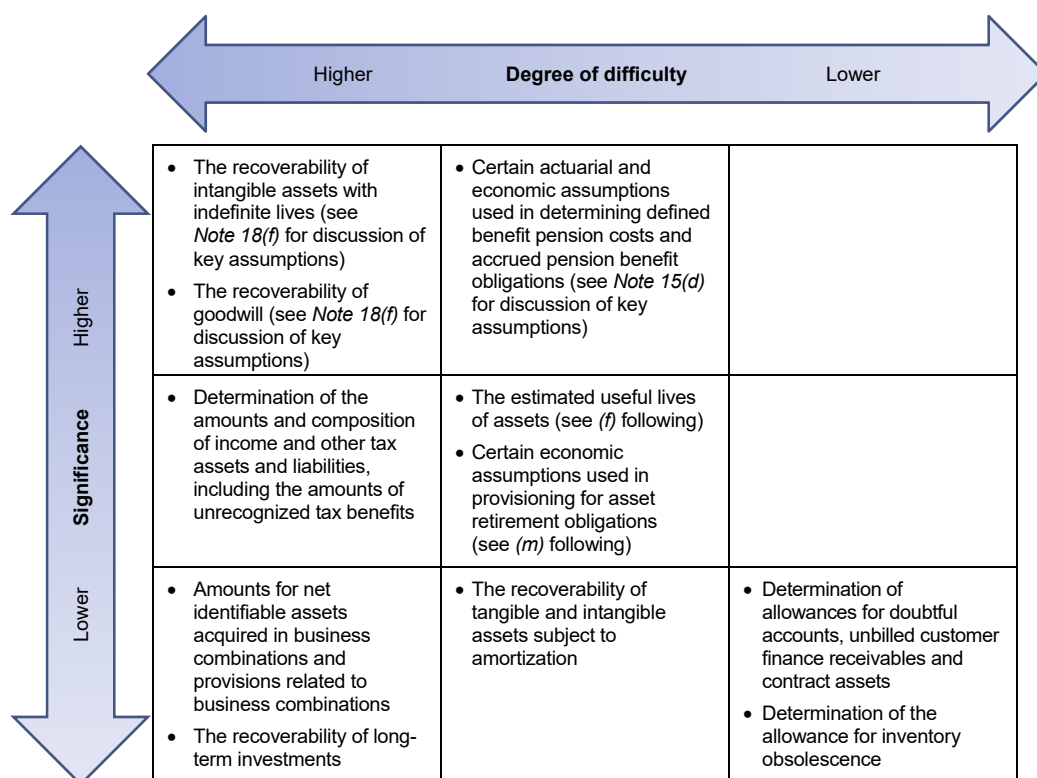 Higher Degree of difficulty Lower
Higher
Significance
Lower
• The recoverability of
intangible assets with
indefinite lives (see
Note 18(f) for discussion of
key assumptions)
• The recoverability of
goodwill (see Note 18(f) for
discussion of key
assumptions)
• Certain actuarial and
economic assumptions
used in determining defined
benefit pension costs and
accrued pension benefit
obligations (see Note 15(d)
for discussion of key
assumptions)
• Determination of the
amounts and composition
of income and other tax
assets and liabilities,
including the amounts of
unrecognized tax benefits
• The estimated useful lives
of assets (see (f) following)
• Certain economic
assumptions used in
provisioning for asset
retirement obligations
(see (m) following)
• Amounts for net
identifiable assets
acquired in business
combinations and
provisions related to
business combinations
• The recoverability of long-
term investments
• The recoverability of
tangible and intangible
assets subject to
amortization
• Determination of
allowances for doubtful
accounts, unbilled customer
finance receivables and
contract assets
• Determination of the
allowance for inventory
obsolescence